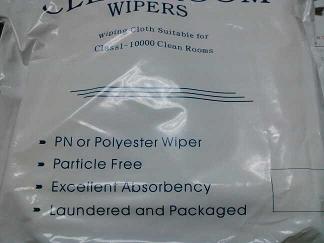 CLEANROOM
WIPERS
Wiping Cloth Suitable for
Class1-10000 Clean Rooms
PN or Polyester Wiper
Particle Free
Excellent Absorbency
Laundered and Packaged